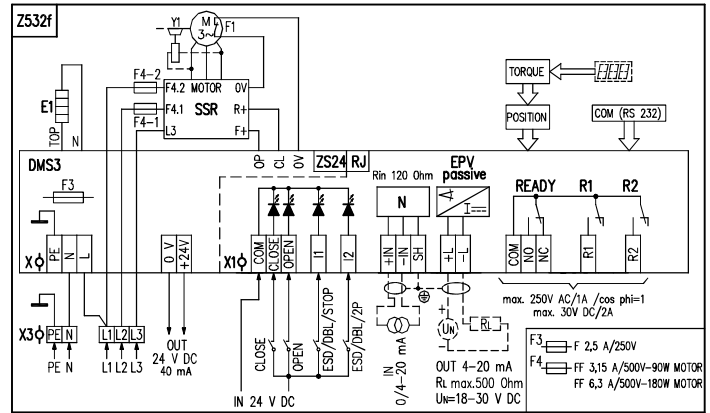 Z532f
Y1
M
3~
F1
F4-2
F4.2 MOTOR 0V
E1
F4.1 SSR R+
F4-1
L3 F+
TOP
N
TORQUE
POSITION
COM (RS 232)
DMS3
OP
CL
0V
ZS24 RJ
F3
Rin 120 Ohm
N
EPV
passive
I
READY R1 R2
X
PE
N
L
0 V
+24V
X1
COM
CLOSE
OPEN
I1
I2
+IN
-IN
SH
+L
-L
COM
NO
NC
R1
R2
max. 250V AC/1A /cos phi=1
max. 30V DC/2A
X3
PE N L1 L2 L3
PE N L1 L2 L3
OUT
24 V DC
40 mA
CLOSE
OPEN
ESD/DBL/STOP
ESD/DBL/2P
IN 24 V DC
IN
0/4-20 mA
+
UN
-
RL
OUT 4-20 mA
RL max.500 Ohm
UN=18-30 V DC
F3 F 2,5 A/250V
F4 FF 3,15 A/500V-90W MOTOR
FF 6,3 A/500V-180W MOTOR